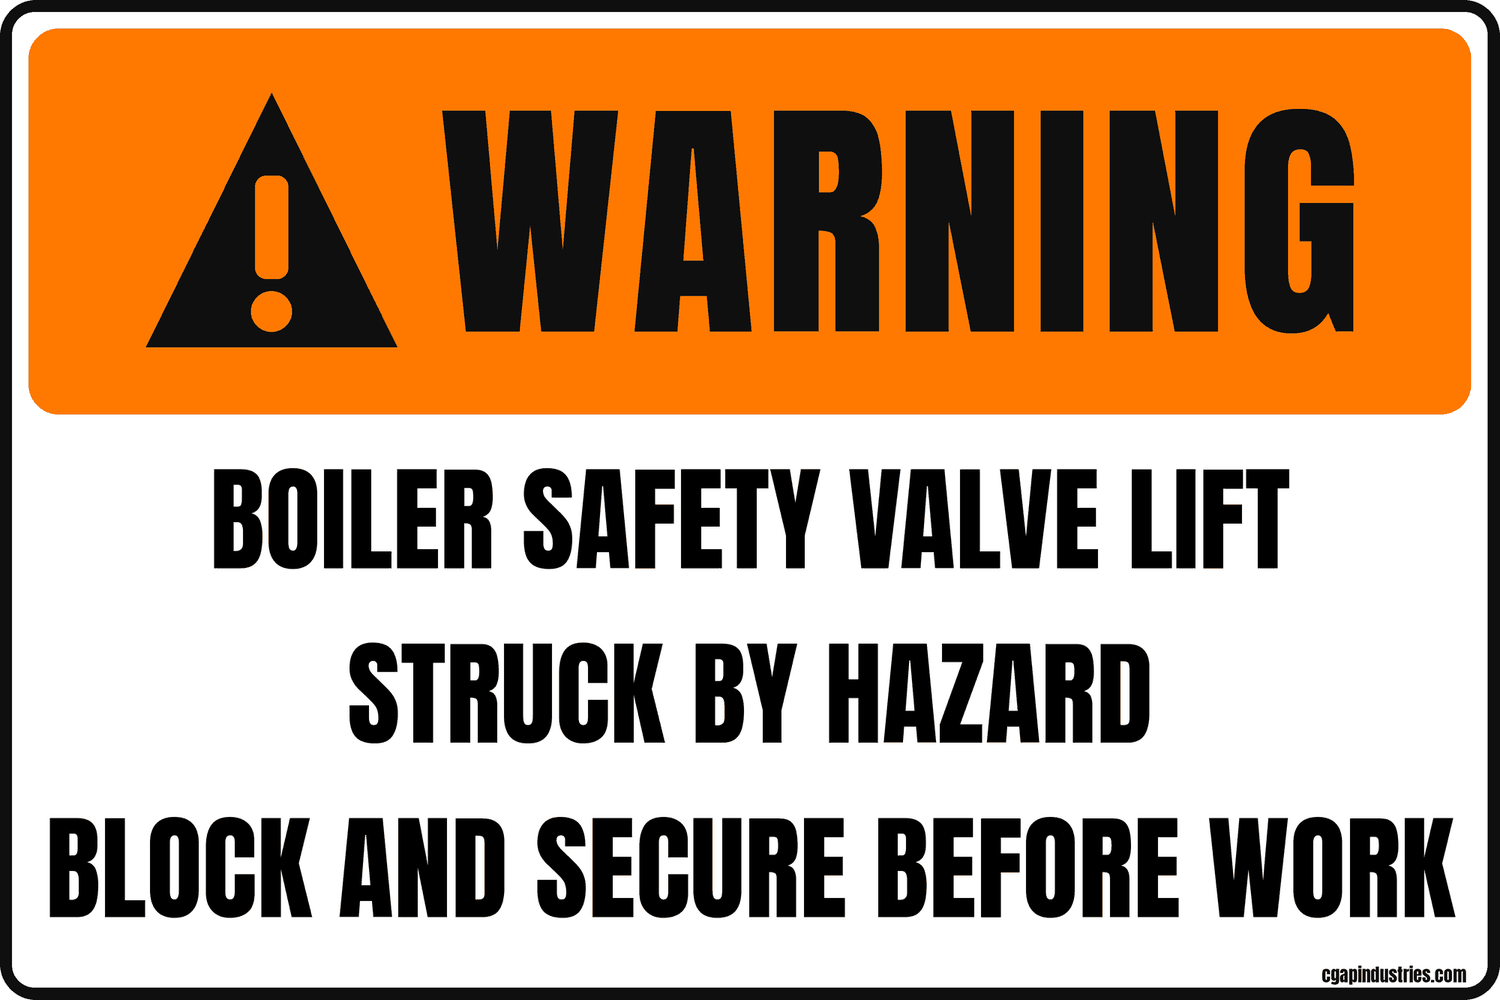 WARNING
BOILER SAFETY VALVE LIFT
STRUCK BY HAZARD
BLOCK AND SECURE BEFORE WORK
cgapindustries.com